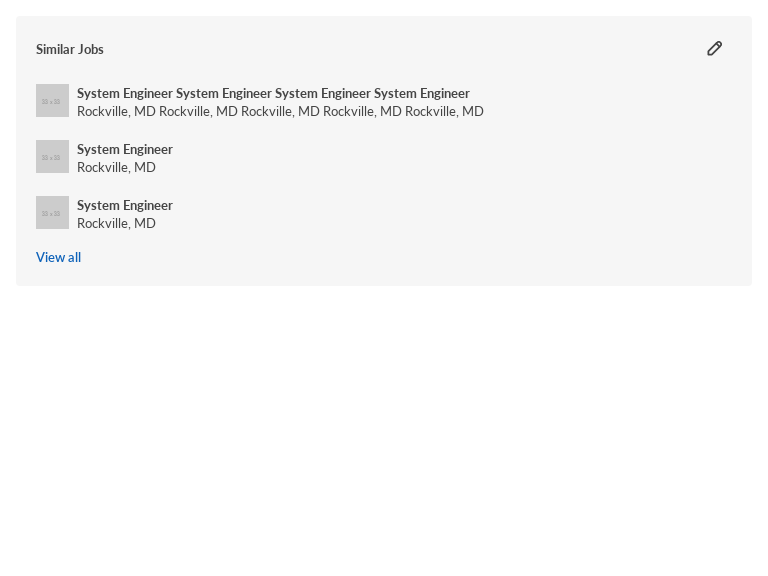 Similar Jobs
System Engineer System Engineer System Engineer System Engineer
Rockville, MD Rockville, MD Rockville, MD Rockville, MD Rockville, MD
System Engineer
Rockville, MD
System Engineer
Rockville, MD
View all